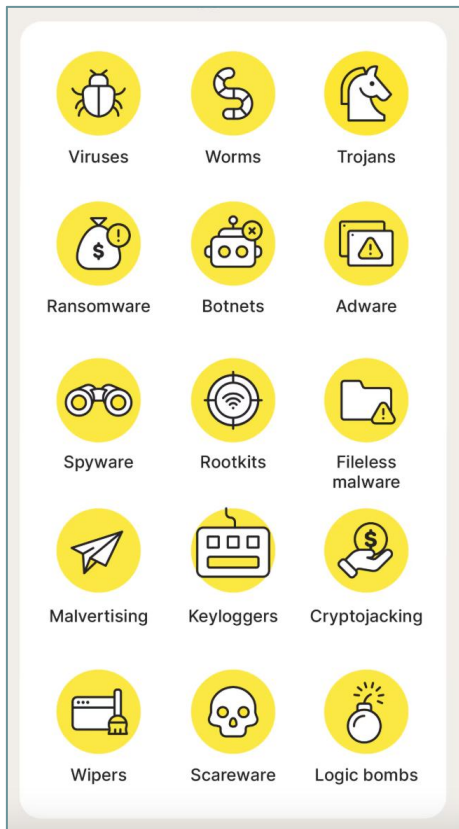 Viruses
Worms
Trojans
$
Ransomware
Botnets
Adware
Spyware
Rootkits
Fileless
malware
$
Malvertising
Keyloggers
Cryptojacking
Wipers
Scareware
Logic bombs